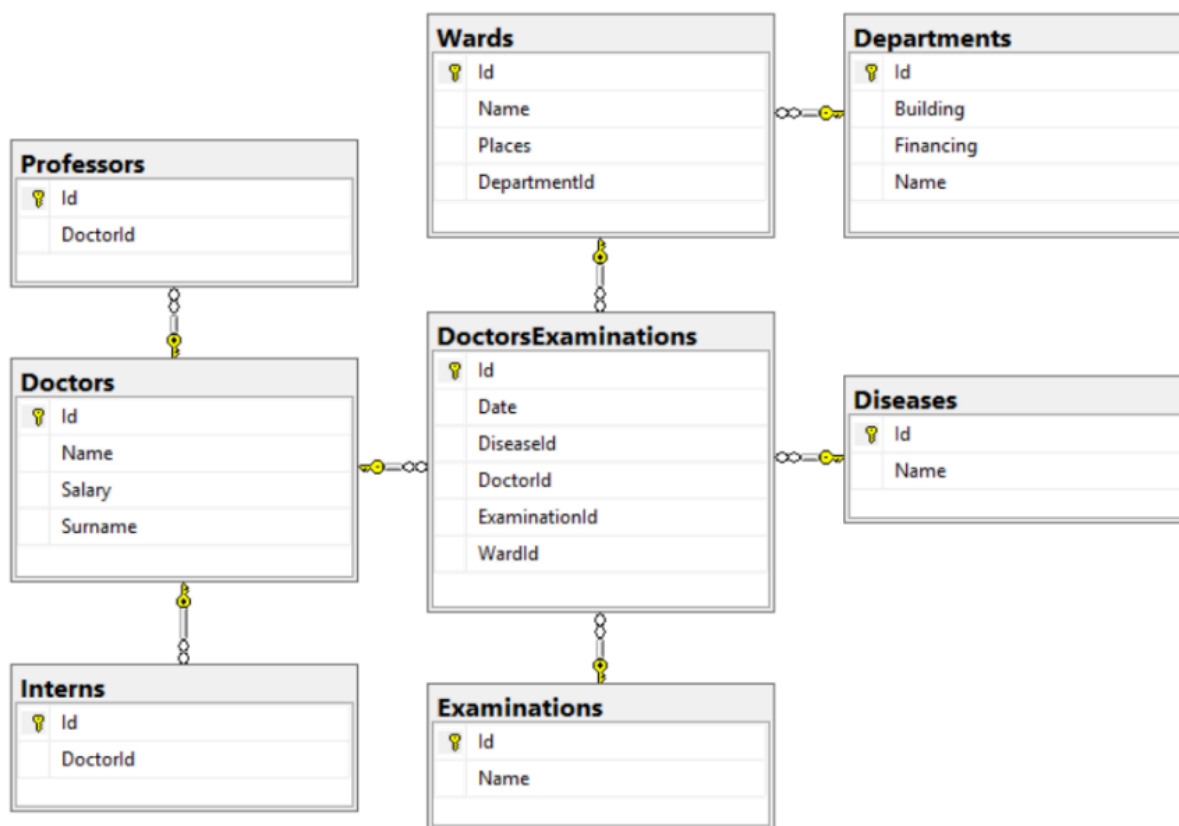 Wards
Id
Name
Places
DepartmentId
Departments
Id
Building
Financing
Name
Professors
Id
DoctorId
Doctors
Id
Name
Salary
Surname
DoctorsExaminations
Id
Date
DiseaseId
DoctorId
ExaminationId
WardId
Diseases
Id
Name
Interns
Id
DoctorId
Examinations
Id
Name